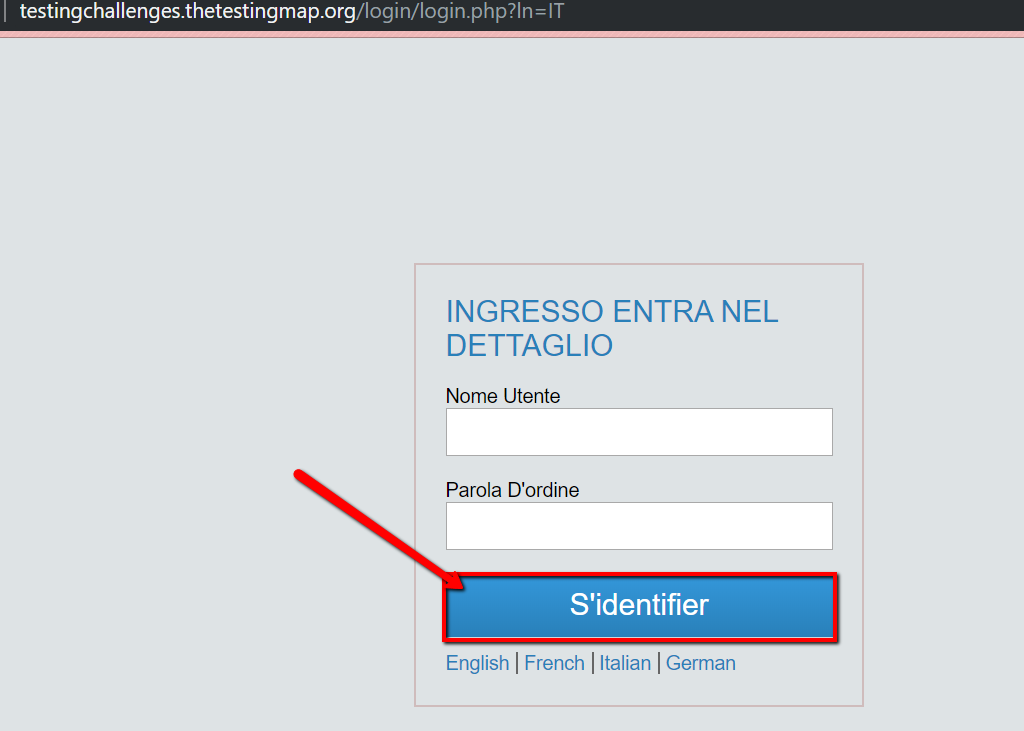 testingchallenges.thetestingmap.org/login/login.php?ln=IT
INGRESSO ENTRA NEL
DETTAGLIO
Nome Utente
Parola D'ordine
S'identifier
English | French | Italian | German